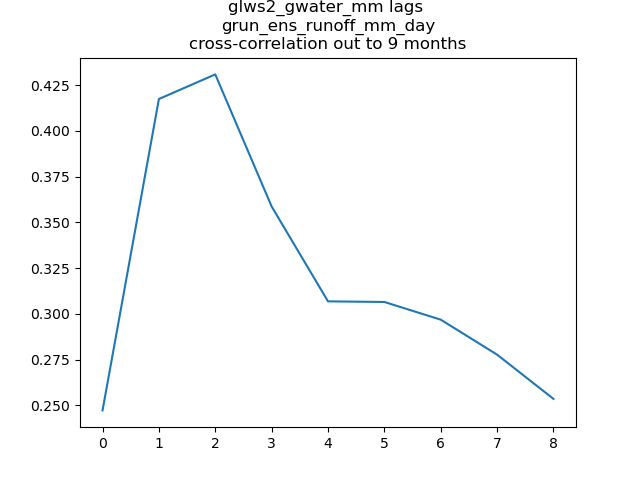 glws2_gwater_mm lags
grun_ens_runoff_mm_day
cross-correlation out to 9 months
0.425
0.400
0.375
0.350
0.325
0.300
0.275
0.250
0 1 2 3 4 5 6 7 8